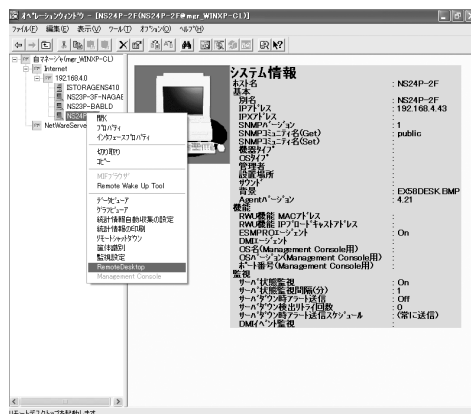 オペレーションウィンドウ - [NS24P-2F(NS24P-2F@mgr_WINXP-CL)]
ファイル(F) 編集(E) 表示(V) ツール(T) オプション(O) ヘルプ(H)
自マネージャ(mgr_WINXP-CL)
Internet
192.168.4.0
ISTORAGENS410
NS23P-3F-NAGAE
NS23P-BABLD
NS24P
NetWareServe
開く
プロパティ
インタフェースプロパティ
切り取り
コピー
MIFブラウザ
Remote Wake Up Tool
データビューア
グラフビューア
統計情報自動収集の設定
統計情報の印刷
リモートシャットダウン
筐体識別
監視設定
RemoteDesktop
Management Console
システム情報
ホスト名 : NS24P-2F
基本
別名 : NS24P-2F
IPアドレス : 192.168.4.43
IPXアドレス :
SNMPバージョン : 1
SNMPコミュニティ名(Get) : public
SNMPコミュニティ名(Set) :
機器タイプ :
OSタイプ :
管理者 :
設置場所 :
サウンド :
背景 : EX58DESK.BMP
Agentバージョン : 4.21
機能
RWU機能 MACアドレス :
RWU機能 IPブロードキャストアドレス :
ESMPROエージェント : On
DMIエージェント :
OS名(Management Console用) :
OSバージョン(Management Console用) :
ポート番号(Management Console用) :
監視
サーバ状態監視 : On
サーバ状態監視間隔(分) : 1
サーバダウン時アラート送信 : Off
サーバダウン検出リトライ回数 : 0
サーバダウン時アラート送信スケジュール : (常に送信)
DMIイベント監視 :
リモートデスクトップを起動します